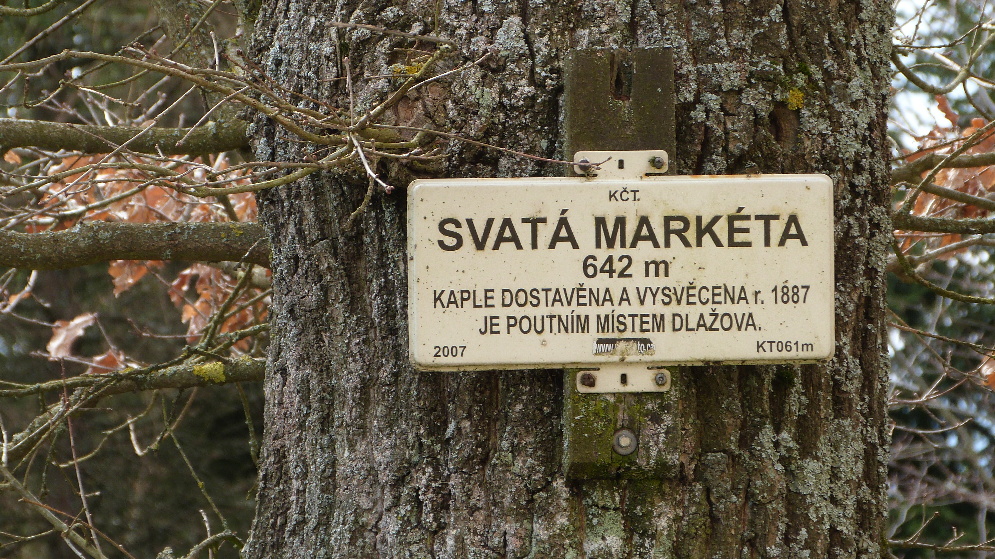 KČT.
SVATÁ MARKÉTA
642 m
KAPLE DOSTAVĚNA A VYSVĚCENA r. 1887
JE POUTNÍM MÍSTEM DLAŽOVA.
2007
KT061m